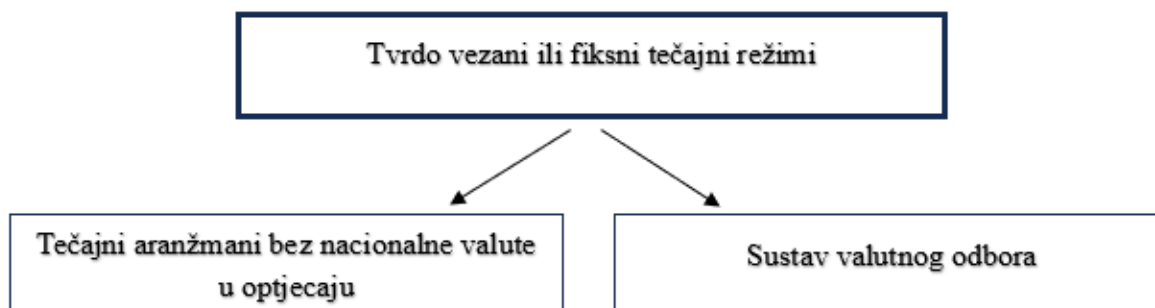 Tvrdo vezani ili fiksni tečajni režimi
Tečajni aranžmani bez nacionalne valute
u optjecaju
Sustav valutnog odbora